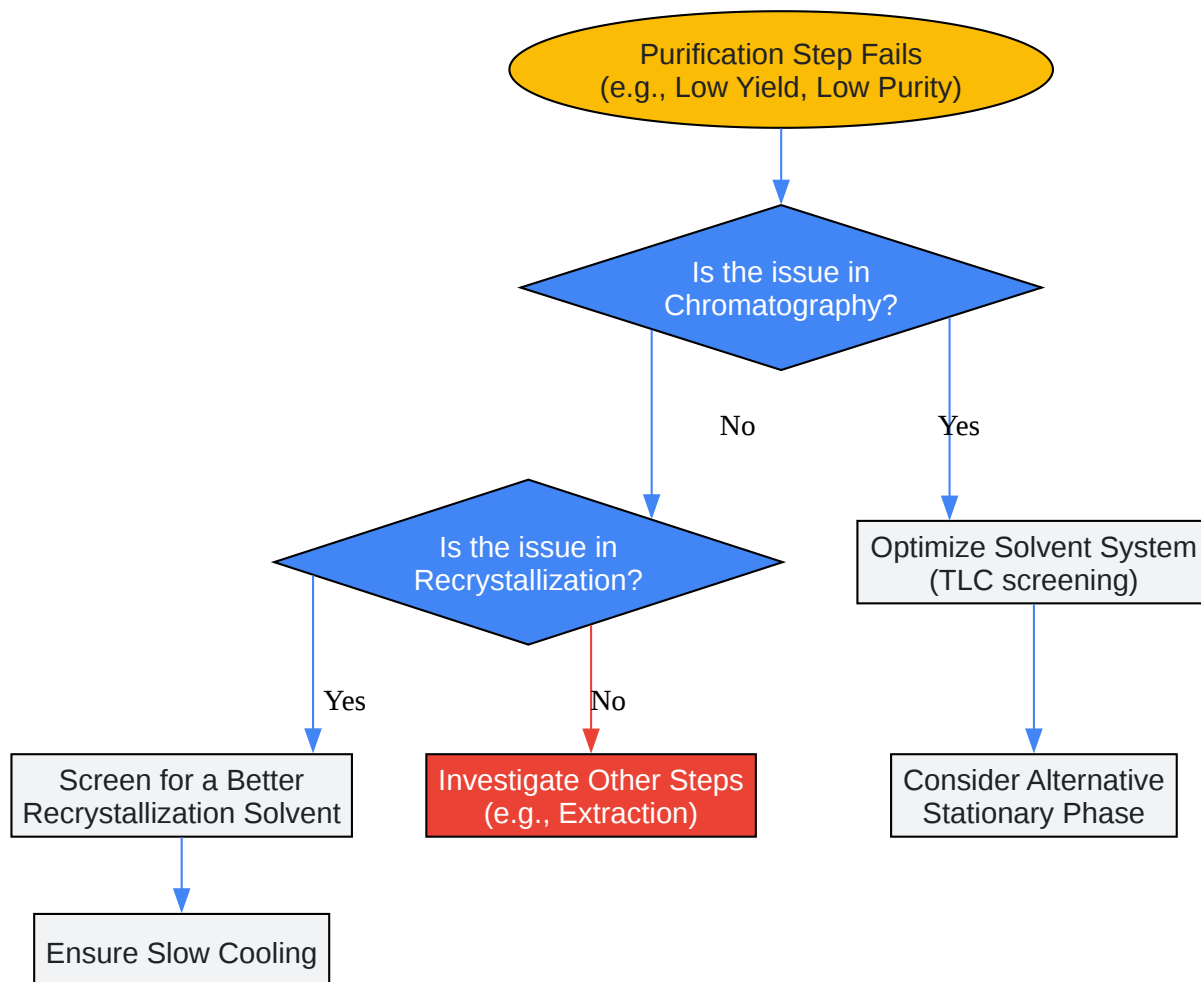 Purification Step Fails
(e.g., Low Yield, Low Purity)
Is the issue in
Chromatography?
No
Yes
Is the issue in
Recrystallization?
Optimize Solvent System
(TLC screening)
Yes
No
Screen for a Better
Recrystallization Solvent
Investigate Other Steps
(e.g., Extraction)
Consider Alternative
Stationary Phase
Ensure Slow Cooling